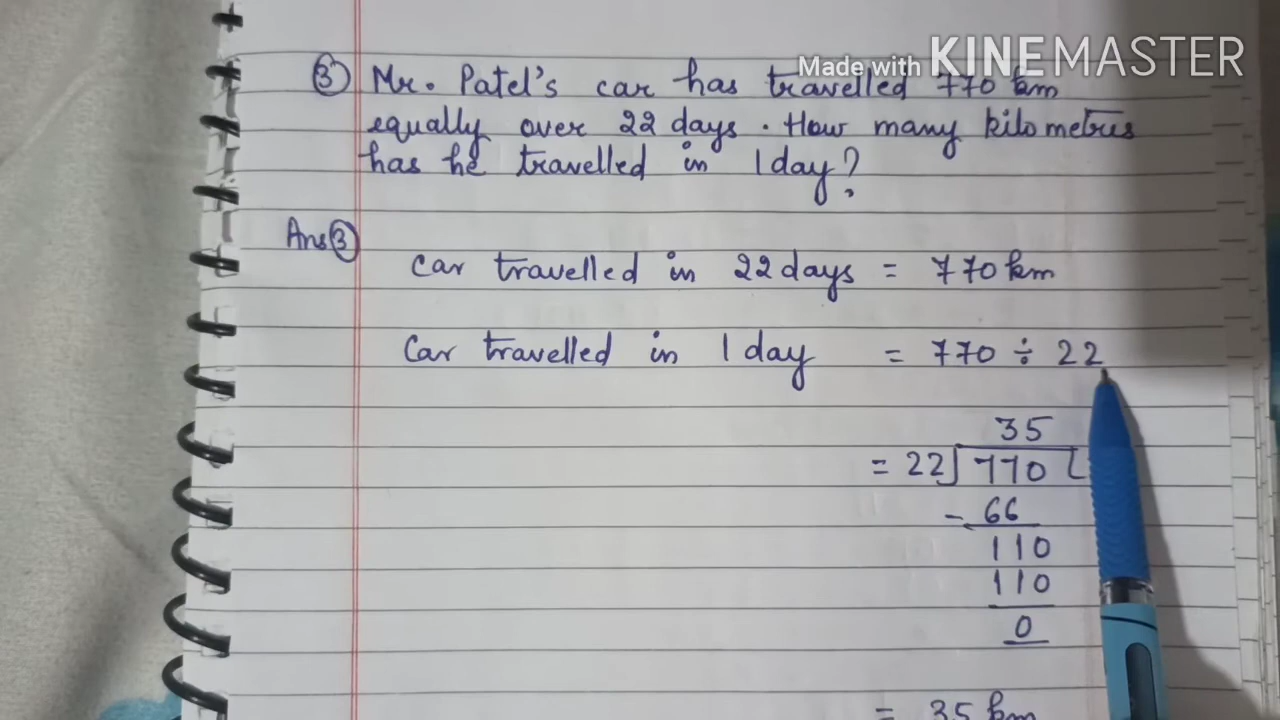 Made with KINEMASTER
③ Mr. Patel's car has travelled 770 km
equally over 22 days. How many kilometres
has he travelled in 1 day?
Ans③
Car travelled in 22 days = 770 km
Car travelled in 1 day = 770 ÷ 22
35
= 22)770(
- 66
110
110
0
= 35 km